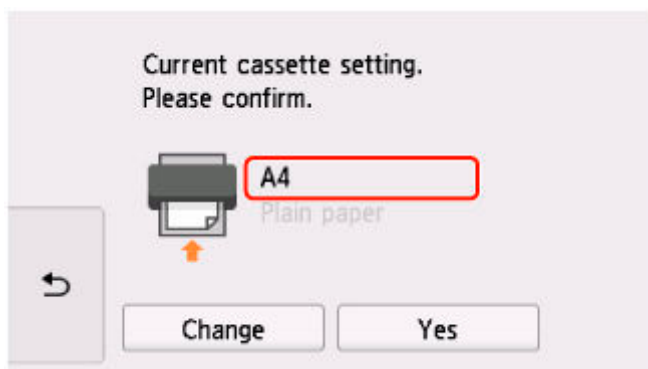 Current cassette setting.
Please confirm.
A4
Plain paper
Change
Yes